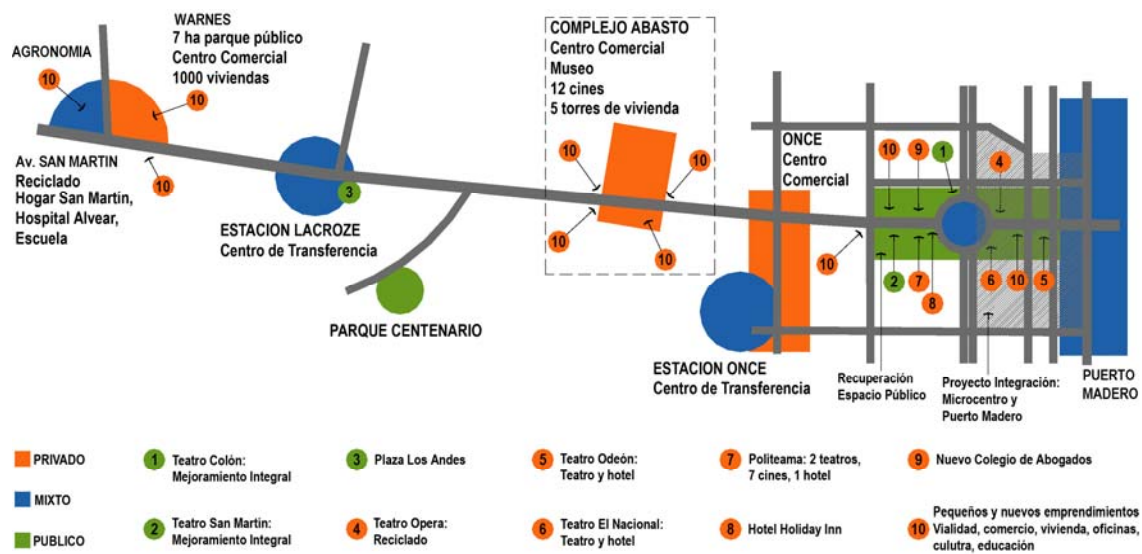 WARNES
7 ha parque público
Centro Comercial
1000 viviendas
AGRONOMIA
10
10
10
Av. SAN MARTIN
Reciclado
Hogar San Martín,
Hospital Alvear,
Escuela
3
ESTACION LACROZE
Centro de Transferencia
PARQUE CENTENARIO
COMPLEJO ABASTO
Centro Comercial
Museo
12 cines
5 torres de vivienda
10
10
10
10
ONCE
Centro
Comercial
ESTACION ONCE
Centro de Transferencia
10
10
9
1
4
2
7
8
6
10
5
Recuperación
Espacio Público
Proyecto Integración:
Microcentro y
Puerto Madero
PUERTO
MADERO
PRIVADO
MIXTO
PUBLICO
1 Teatro Colón:
Mejoramiento Integral
2 Teatro San Martín:
Mejoramiento Integral
3 Plaza Los Andes
4 Teatro Opera:
Reciclado
5 Teatro Odeón:
Teatro y hotel
6 Teatro El Nacional:
Teatro y hotel
7 Politeama: 2 teatros,
7 cines, 1 hotel
8 Hotel Holiday Inn
9 Nuevo Colegio de Abogados
10 Pequeños y nuevos emprendimientos
Vialidad, comercio, vivienda, oficinas,
culutra, educación